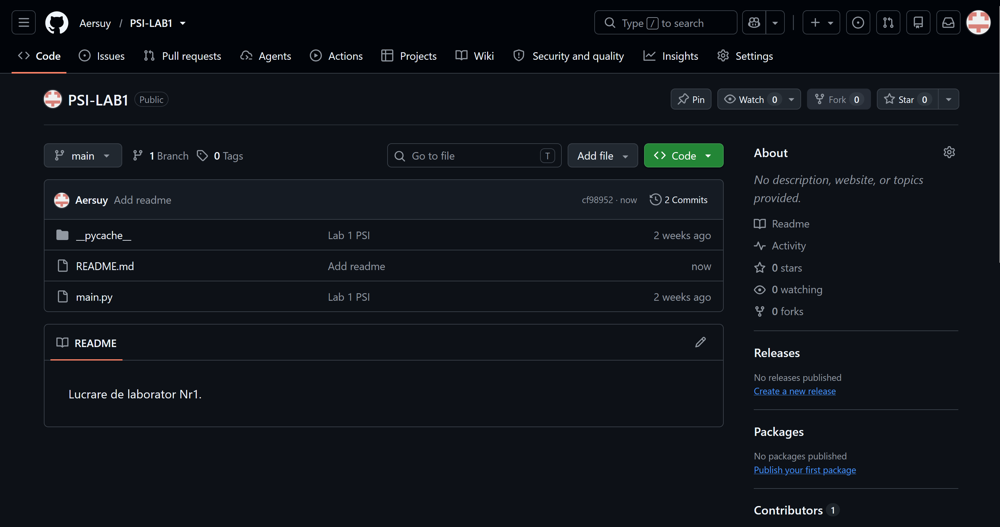 Aersuy / PSI-LAB1
Type / to search
Code Issues Pull requests Agents Actions Projects Wiki Security and quality Insights Settings
PSI-LAB1 Public
Pin Watch 0 Fork 0 Star 0
main 1 Branch 0 Tags
Go to file T Add file Code
Aersuy Add readme cf98952 · now 2 Commits
__pycache__ Lab 1 PSI 2 weeks ago
README.md Add readme now
main.py Lab 1 PSI 2 weeks ago
README
Lucrare de laborator Nr1.
About
No description, website, or topics
provided.
Readme
Activity
0 stars
0 watching
0 forks
Releases
No releases published
Create a new release
Packages
No packages published
Publish your first package
Contributors 1